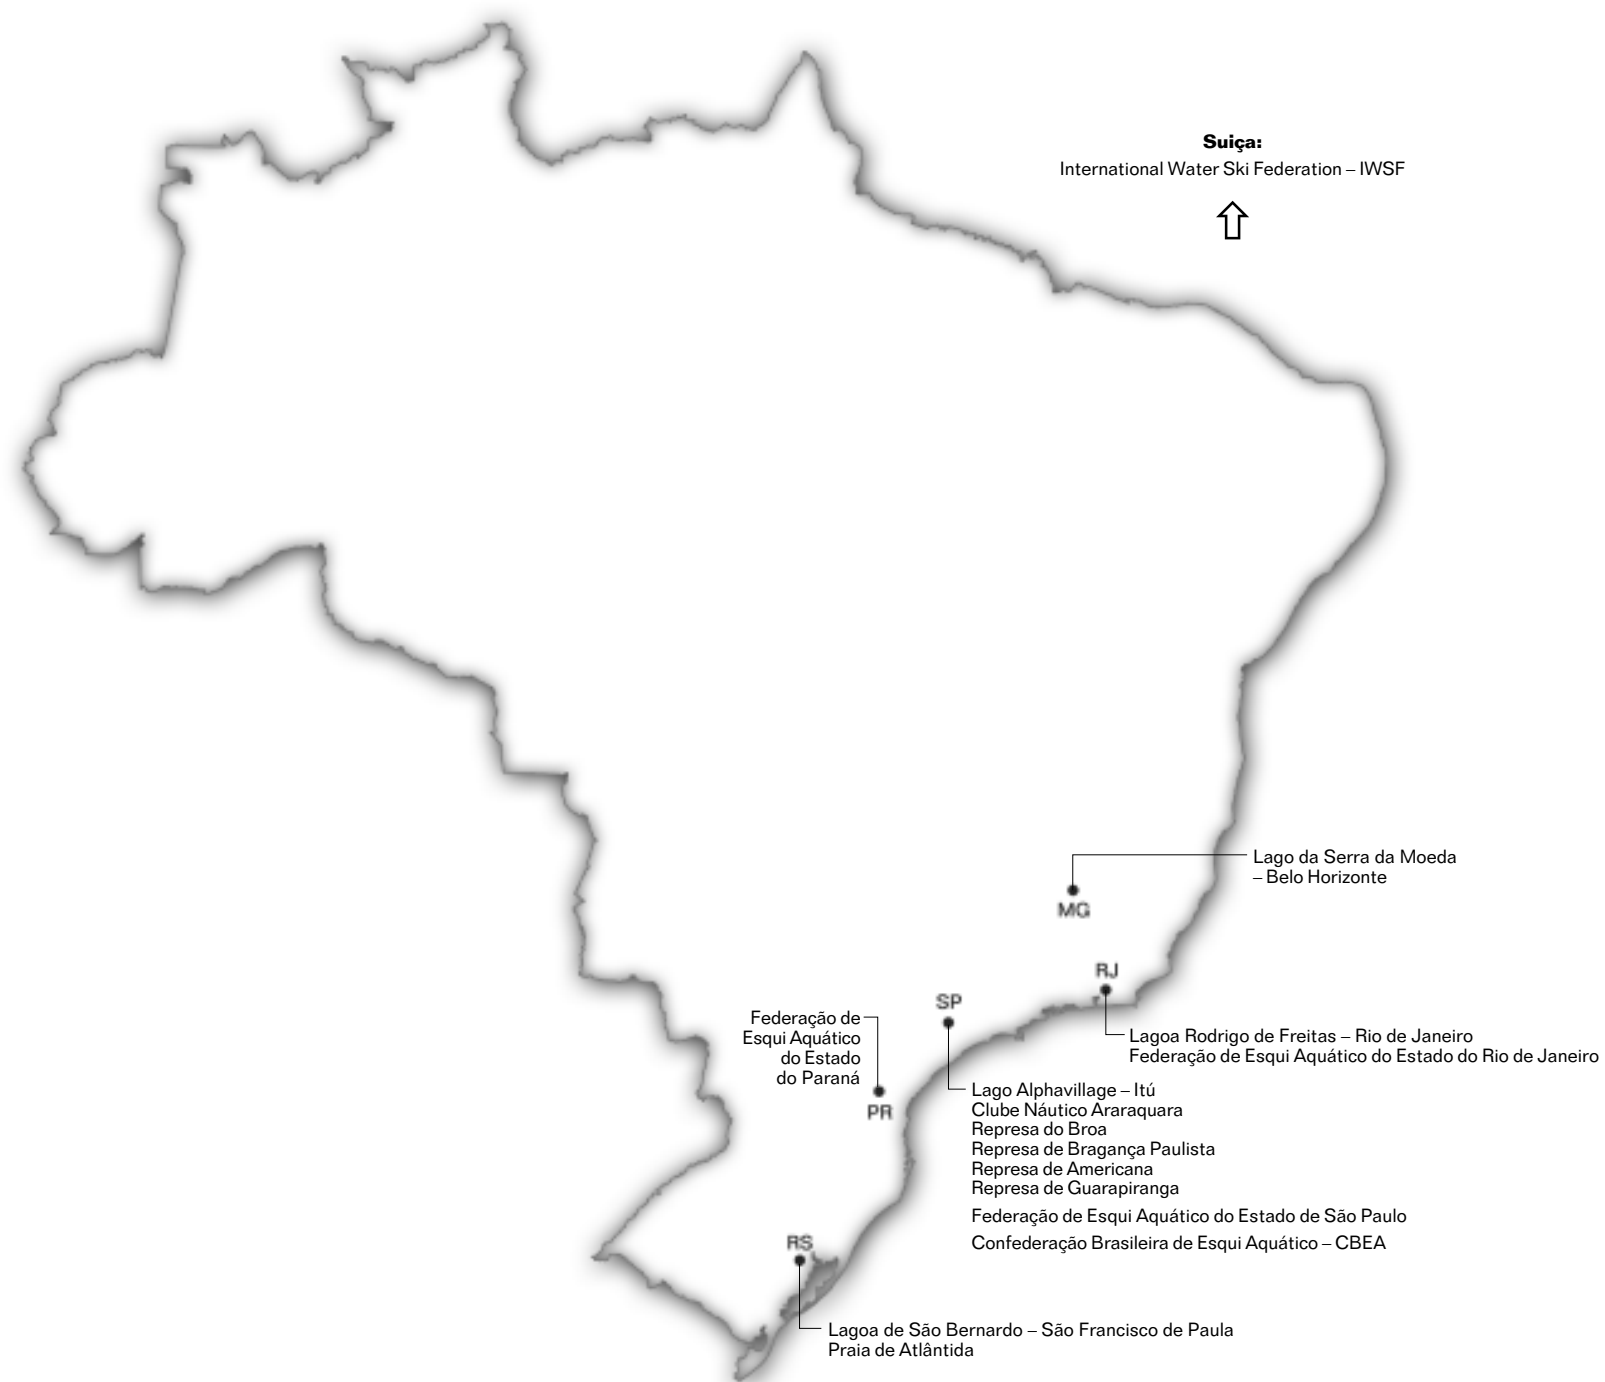 Suiça:
International Water Ski Federation – IWSF
Lago da Serra da Moeda
– Belo Horizonte
MG
RJ
Lagoa Rodrigo de Freitas – Rio de Janeiro
Federação de Esqui Aquático do Estado do Rio de Janeiro
SP
Federação de
Esqui Aquático
do Estado
do Paraná
PR
Lago Alphavillage – Itú
Clube Náutico Araraquara
Represa do Broa
Represa de Bragança Paulista
Represa de Americana
Represa de Guarapiranga
Federação de Esqui Aquático do Estado de São Paulo
Confederação Brasileira de Esqui Aquático – CBEA
RS
Lagoa de São Bernardo – São Francisco de Paula
Praia de Atlântida